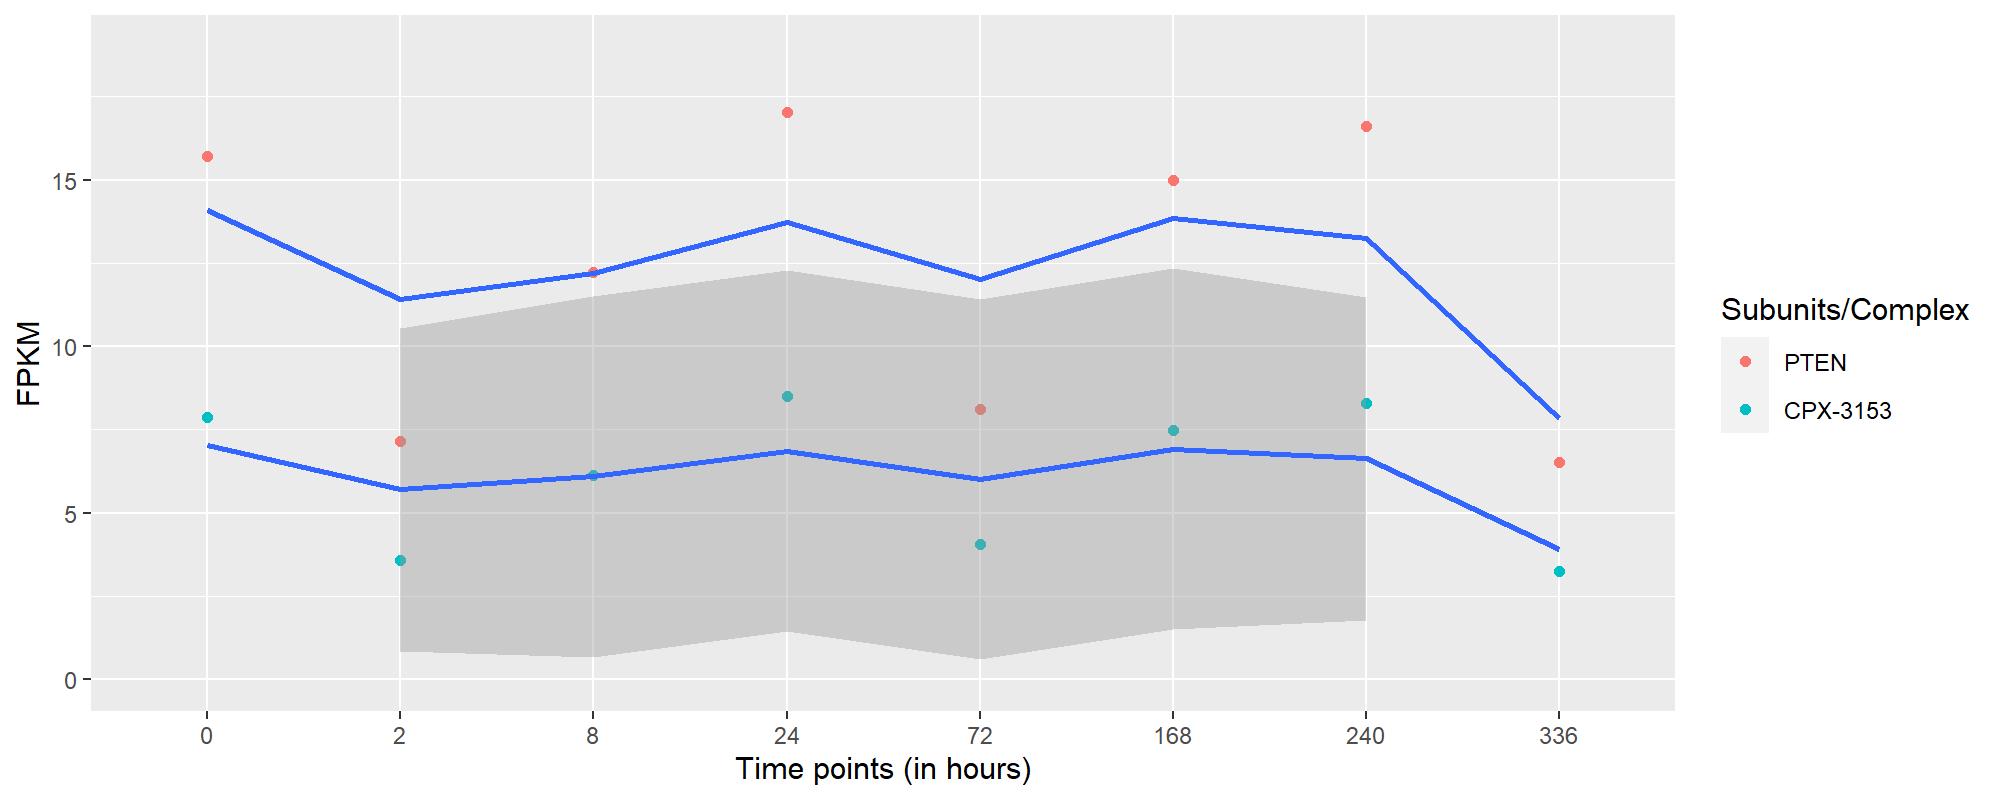 FPKM
15
10
5
0
0 2 8 24 72 168 240 336
Time points (in hours)
Subunits/Complex
PTEN
CPX-3153